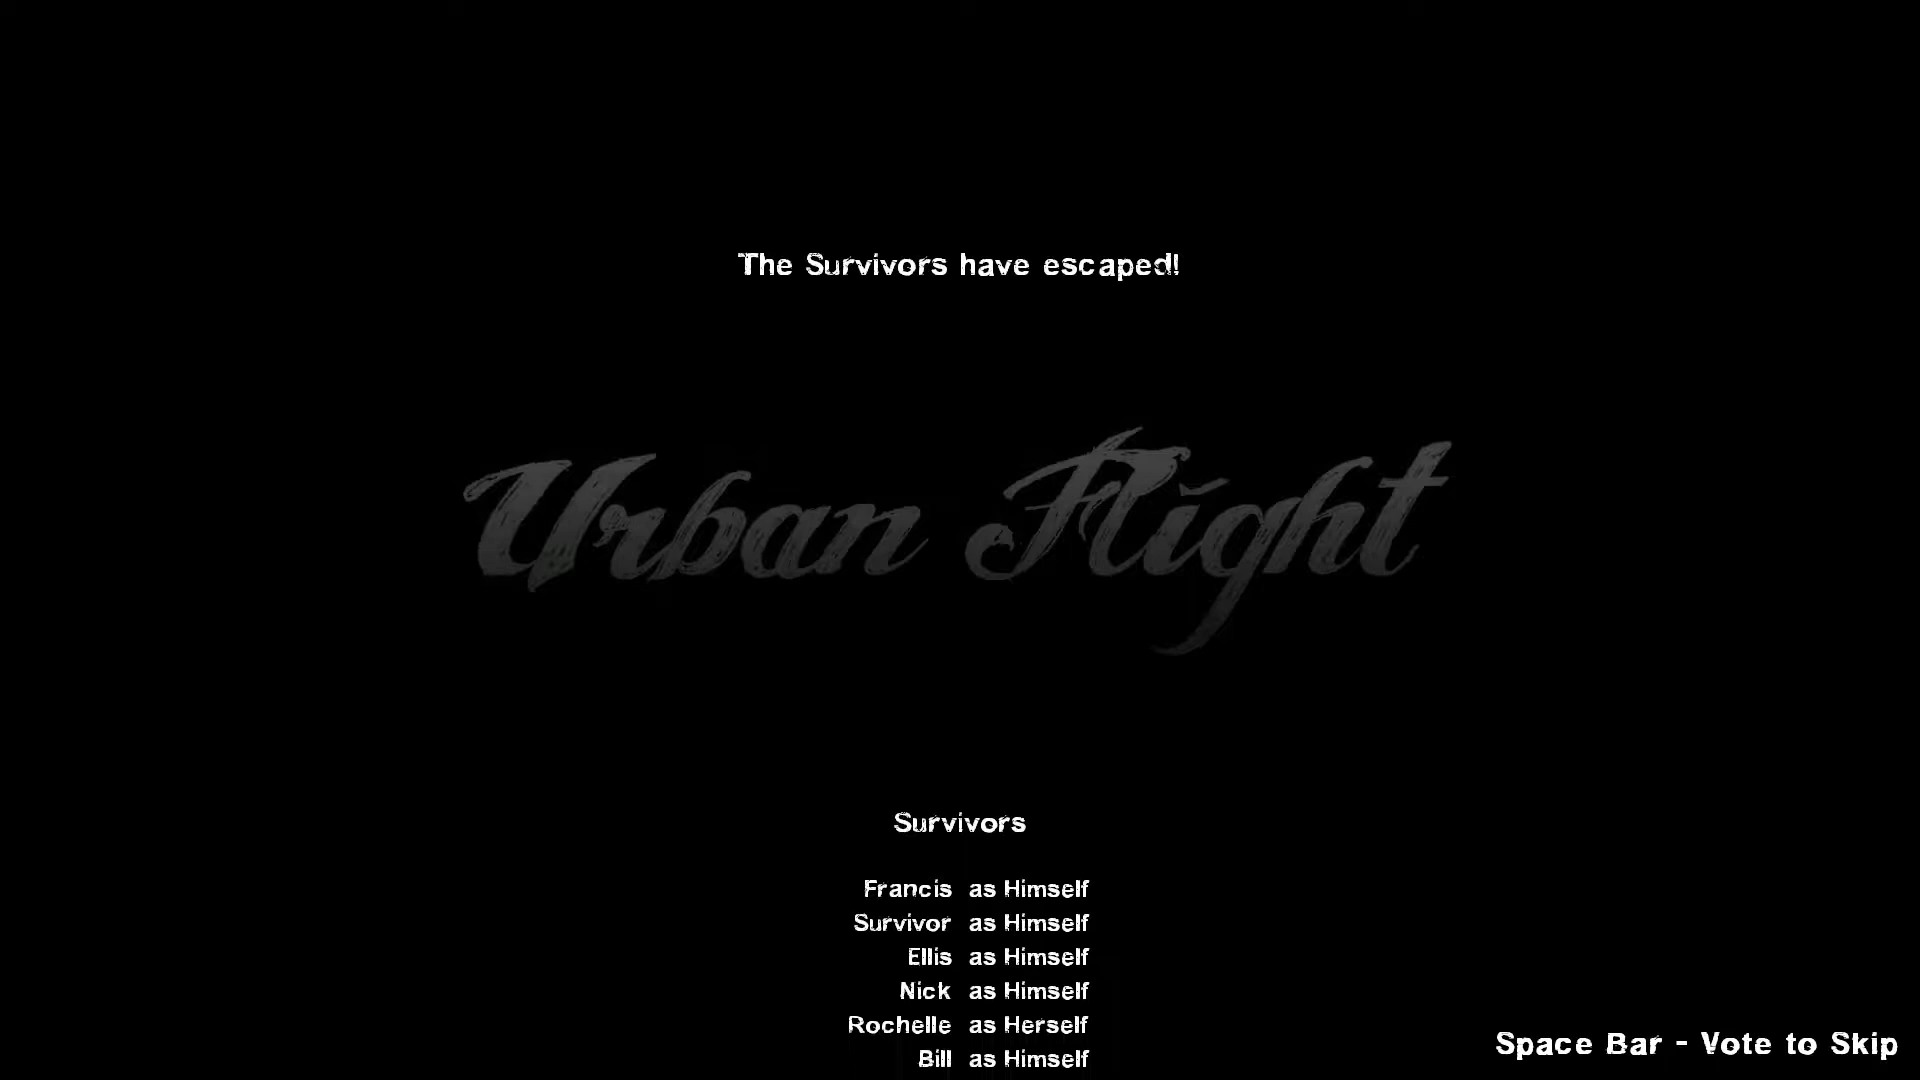 The Survivors have escaped!
Urban Flight
Survivors
Francis as Himself
Survivor as Himself
Ellis as Himself
Nick as Himself
Rochelle as Herself
Bill as Himself
Space Bar - Vote to Skip